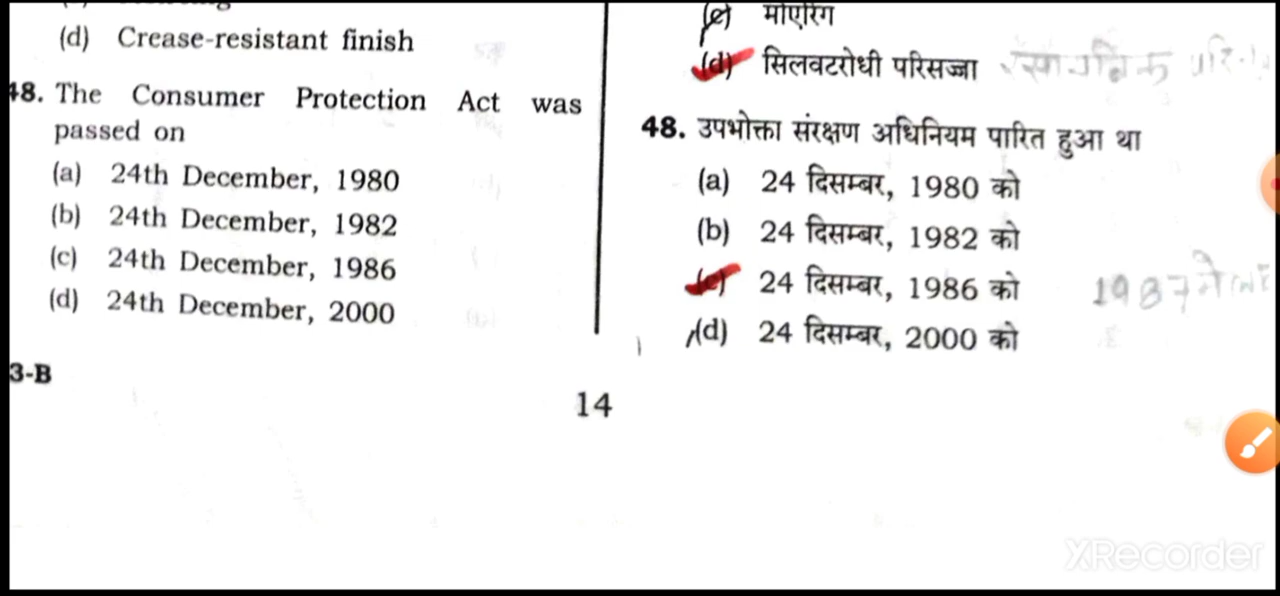 (d) Crease-resistant finish
48. The Consumer Protection Act was
passed on
(a) 24th December, 1980
(b) 24th December, 1982
(c) 24th December, 1986
(d) 24th December, 2000
3-B
(c) मोएरिंग
(d) सिलवटरोधी परिसज्जा
48. उपभोक्ता संरक्षण अधिनियम पारित हुआ था
(a) 24 दिसम्बर, 1980 को
(b) 24 दिसम्बर, 1982 को
(c) 24 दिसम्बर, 1986 को
1987
(d) 24 दिसम्बर, 2000 को
14
XRecorder